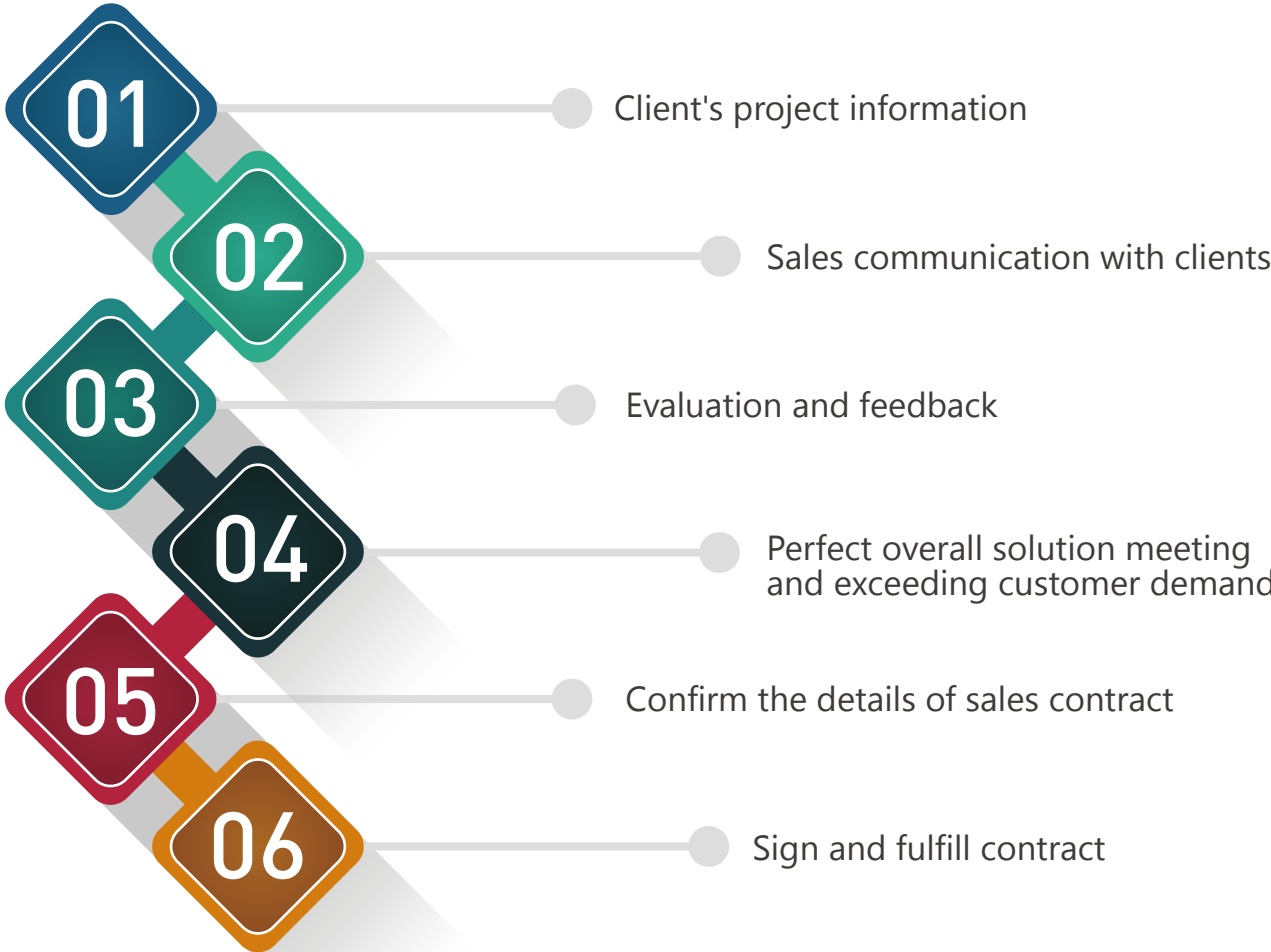 01
Client's project information
02
Sales communication with clients
03
Evaluation and feedback
04
Perfect overall solution meeting
and exceeding customer demand
05
Confirm the details of sales contract
06
Sign and fulfill contract